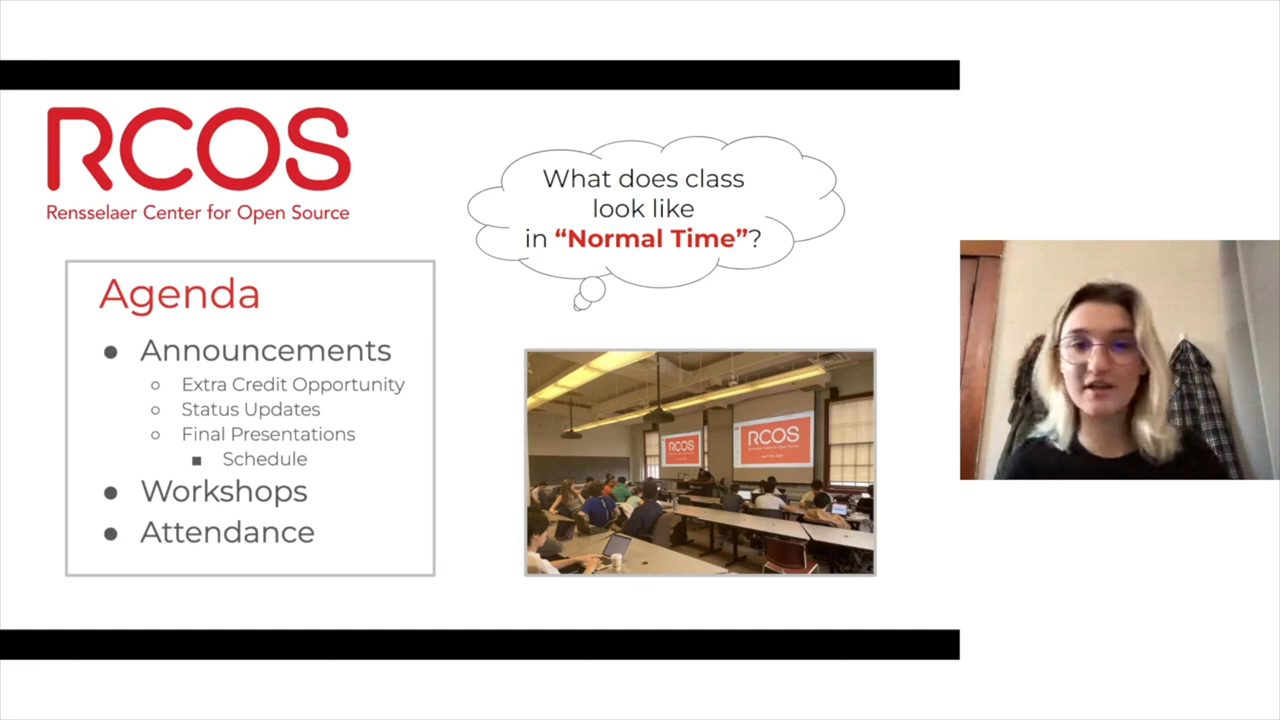 RCOS
Rensselaer Center for Open Source
What does class
look like
in “Normal Time”?
Agenda
● Announcements
○ Extra Credit Opportunity
○ Status Updates
○ Final Presentations
■ Schedule
● Workshops
● Attendance
RCOS
RCOS